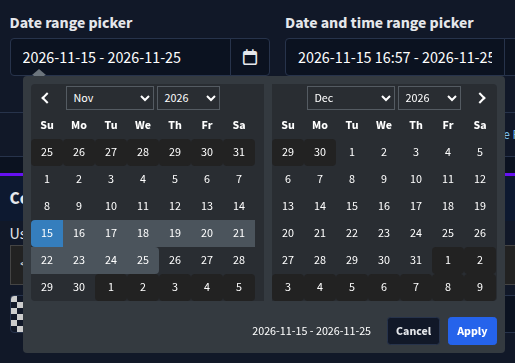 Date range picker
Date and time range picker
2026-11-15 - 2026-11-25
2026-11-15 16:57 - 2026-11-25
Nov 2026
Dec 2026
Su Mo Tu We Th Fr Sa
25 26 27 28 29 30 31
1 2 3 4 5 6 7
8 9 10 11 12 13 14
15 16 17 18 19 20 21
22 23 24 25 26 27 28
29 30 1 2 3 4 5
Su Mo Tu We Th Fr Sa
29 30 1 2 3 4 5
6 7 8 9 10 11 12
13 14 15 16 17 18 19
20 21 22 23 24 25 26
27 28 29 30 31 1 2
3 4 5 6 7 8 9
2026-11-15 - 2026-11-25
Cancel
Apply